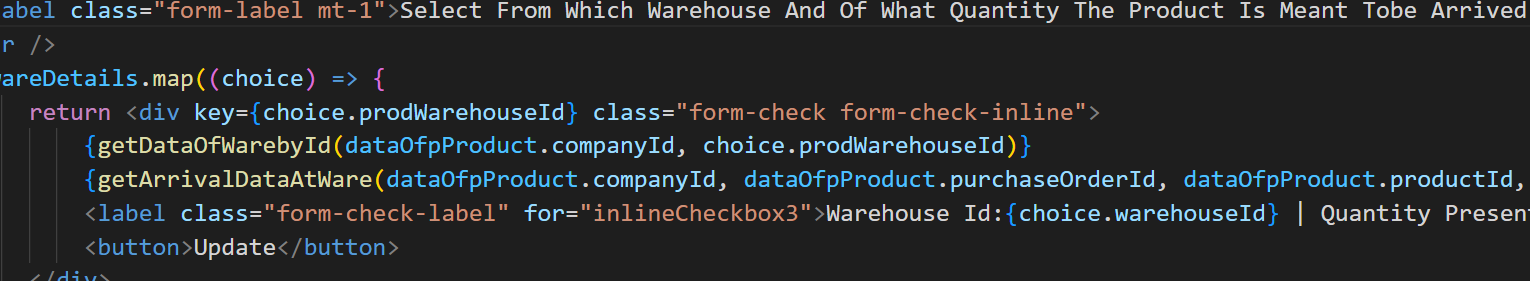 abel class="form-label mt-1">Select From Which Warehouse And Of What Quantity The Product Is Meant Tobe Arrived
r />
wareDetails.map((choice) => {
return <div key={choice.prodWarehouseId} class="form-check form-check-inline">
{getDataOfWarebyId(dataOfpProduct.companyId, choice.prodWarehouseId)}
{getArrivalDataAtWare(dataOfpProduct.companyId, dataOfpProduct.purchaseOrderId, dataOfpProduct.productId,
<label class="form-check-label" for="inlineCheckbox3">Warehouse Id:{choice.warehouseId} | Quantity Present
<button>Update</button>
</div>